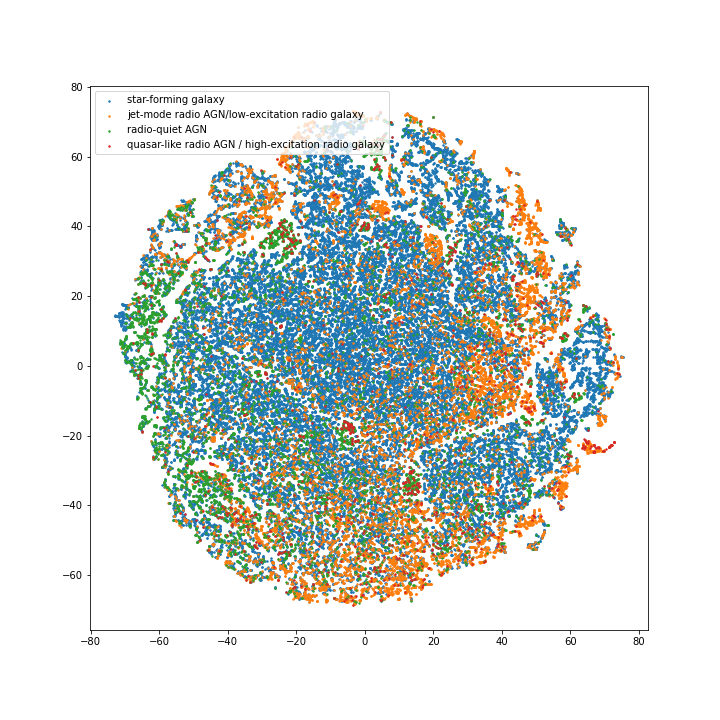 star-forming galaxy
jet-mode radio AGN/low-excitation radio galaxy
radio-quiet AGN
quasar-like radio AGN / high-excitation radio galaxy
80
60
40
20
0
−20
−40
−60
−80 −60 −40 −20 0 20 40 60 80